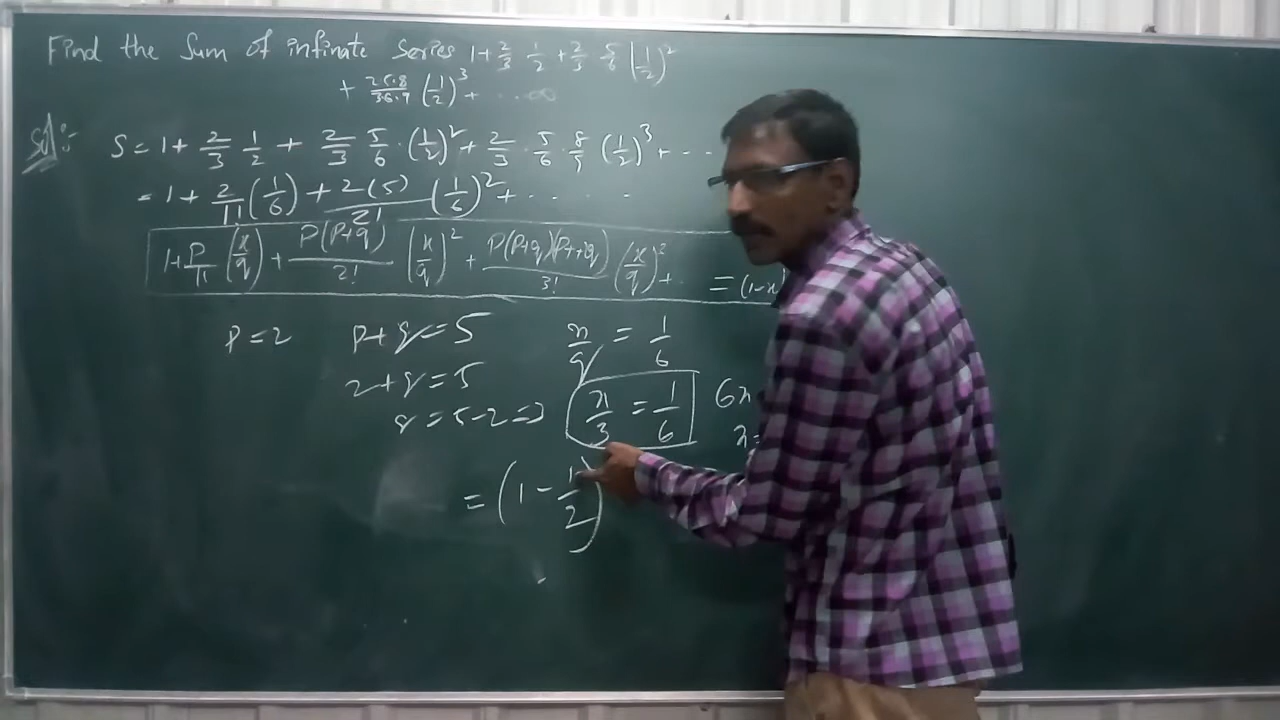 Find the Sum of infinate series 1+2/3 1/2 +2/3 · 5/6 (1/2)²
+ 2·5·8/3·6·9 (1/2)³+ ... ∞
Sol:- S = 1+ 2/3 1/2 + 2/3 5/6 · (1/2)² + 2/3 · 5/6 · 8/9 (1/2)³ + ...
= 1 + 2/1! (1/6) + 2(5)/2! (1/6)² + ......
1+P/1! (x/q) + P(P+q)/2! (x/q)² + P(P+q)(P+2q)/3! (x/q)³+ .. = (1-x)
P=2 P+q=5 x/q = 1/6
2+q=5 x/3 = 1/6 6x
q=5-2=3 x=
= (1 - 1/2)